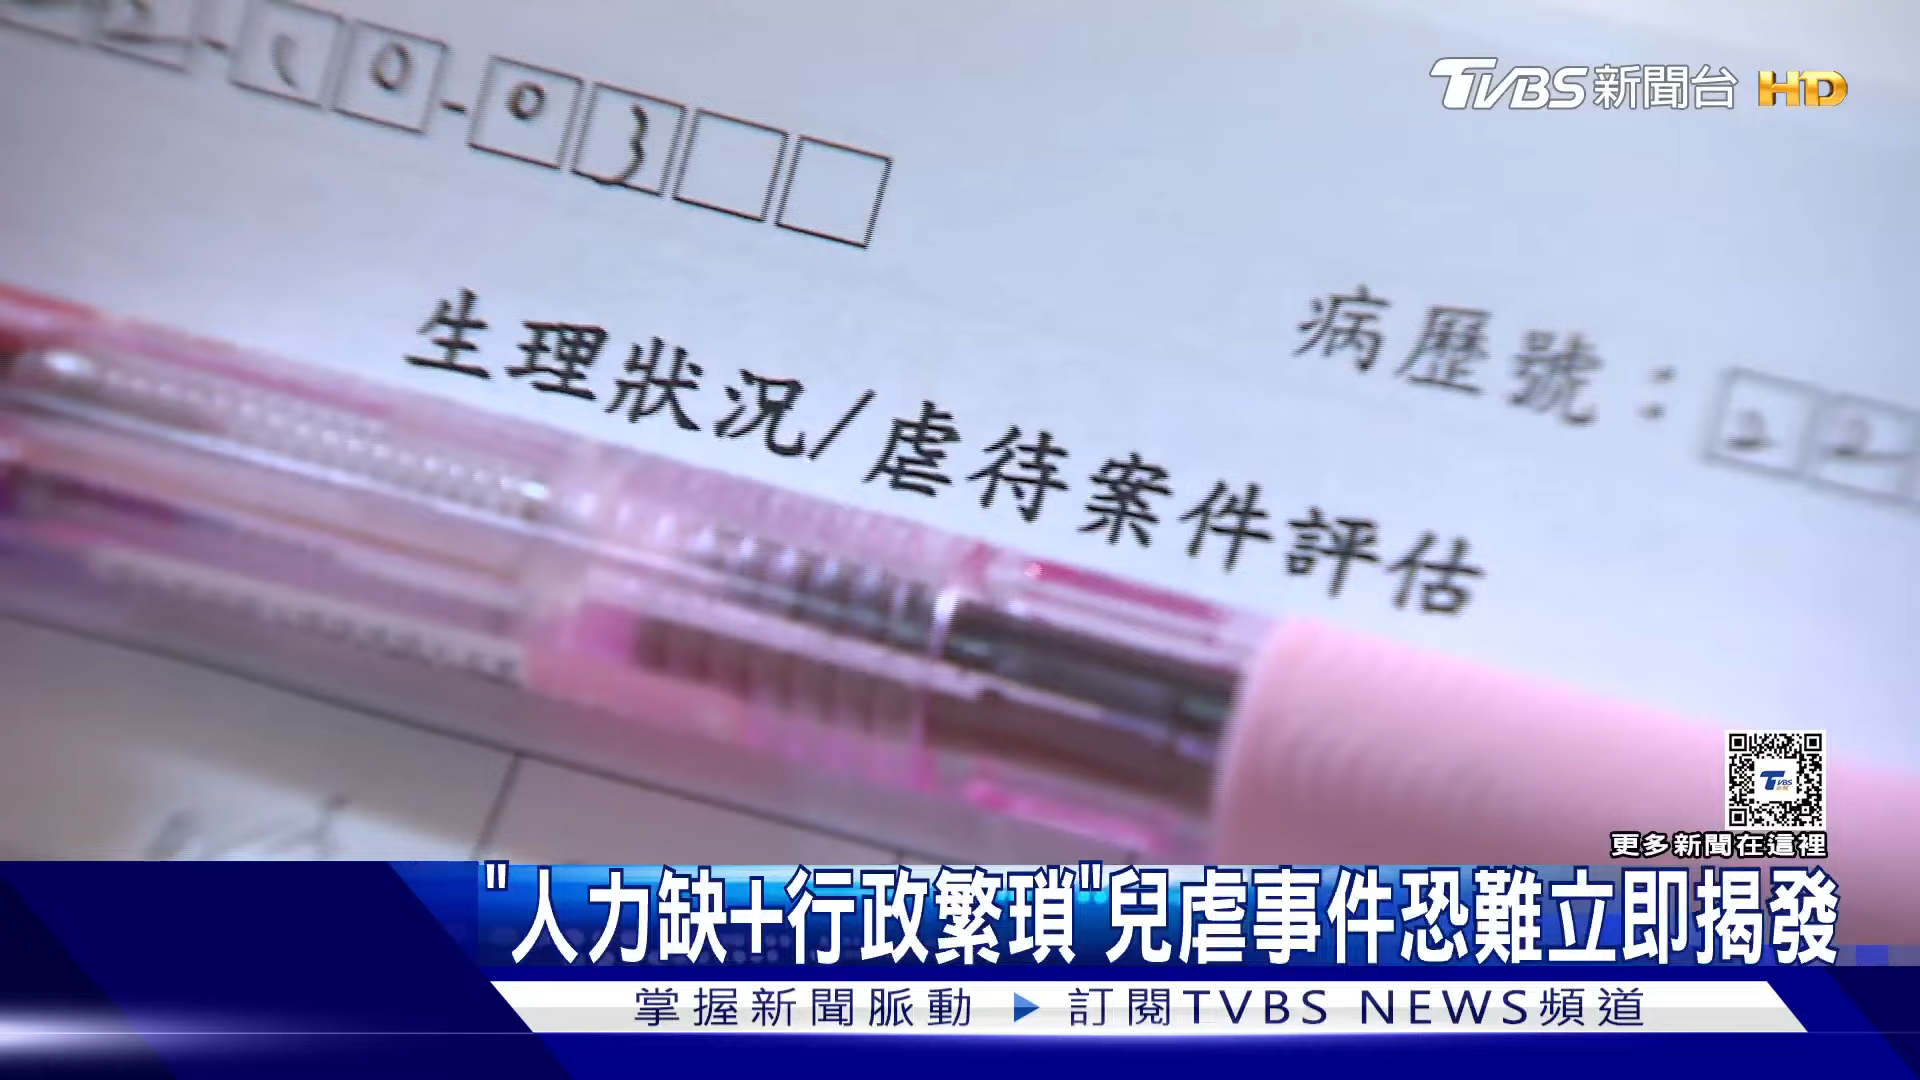 TVBS新聞台 HD
03
生理狀況/虐待案件評估
病歷號：
更多新聞在這裡
"人力缺+行政繁瑣"兒虐事件恐難立即揭發
掌握新聞脈動 ▶ 訂閱TVBS NEWS頻道